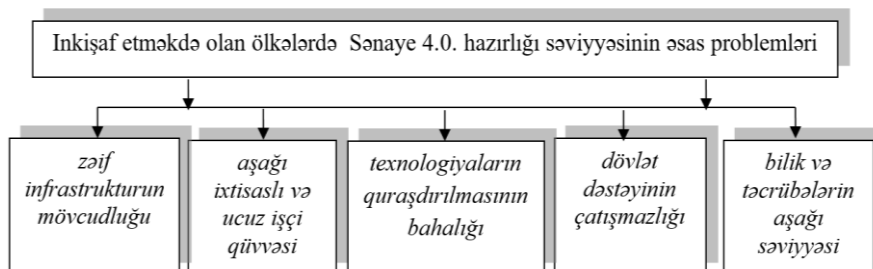 Inkişaf etməkdə olan ölkələrdə Sənaye 4.0. hazırlığı səviyyəsinin əsas problemləri
zəif
infrastrukturun
mövcudluğu
aşağı
ixtisaslı və
ucuz işçi
qüvvəsi
texnologiyaların
quraşdırılmasının
bahalığı
dövlət
dəstəyinin
çatışmazlığı
bilik və
təcrübələrin
aşağı
səviyyəsi